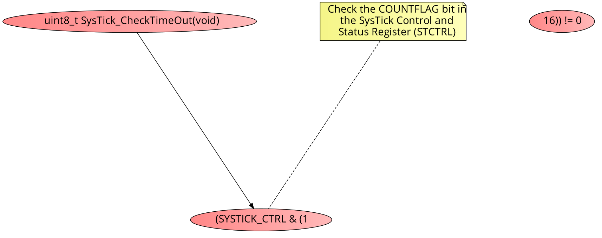 uint8_t SysTick_CheckTimeOut(void)
Check the COUNTFLAG bit in
the SysTick Control and
Status Register (STCTRL)
16)) != 0
(SYSTICK_CTRL & (1